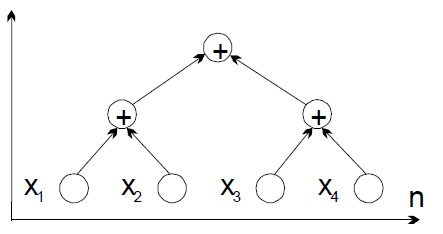 +
+ +
x1 x2 x3 x4 n